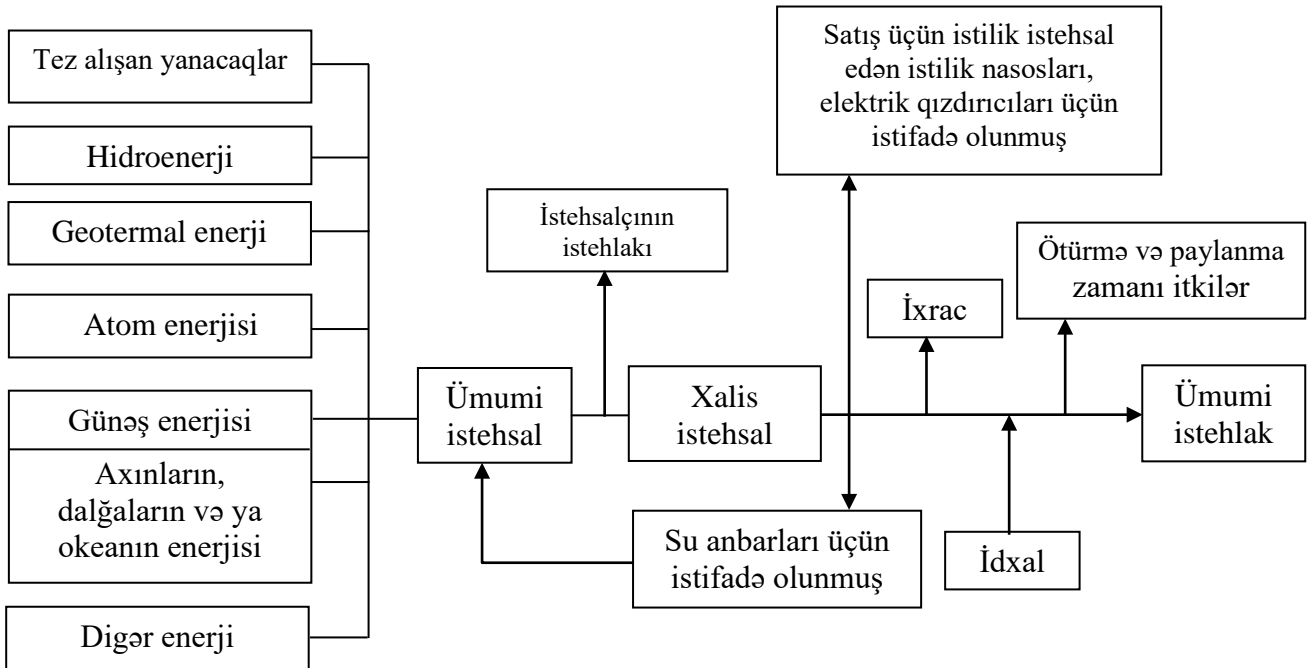 Tez alışan yanacaqlar
Hidroenerji
Geotermal enerji
Atom enerjisi
Günəş enerjisi
Axınların,
dalğaların və ya
okeanın enerjisi
Digər enerji
Ümumi
istehsal
İstehsalçının
istehlakı
Xalis
istehsal
Satış üçün istilik istehsal
edən istilik nasosları,
elektrik qızdırıcıları üçün
istifadə olunmuş
Su anbarları üçün
istifadə olunmuş
İxrac
İdxal
Ötürmə və paylanma
zamanı itkilər
Ümumi
istehlak